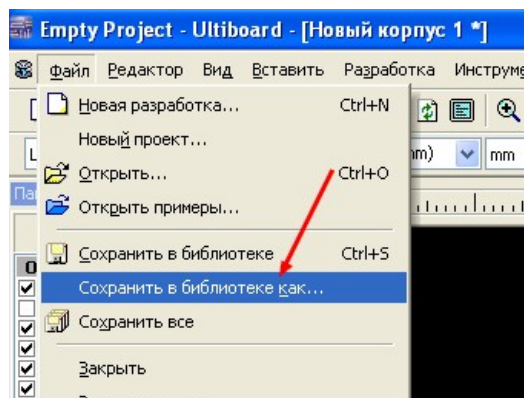 Empty Project - Ultiboard - [Новый корпус 1 *]
Файл Редактор Вид Вставить Разработка
Новая разработка... Ctrl+N
Новый проект...
Открыть... Ctrl+O
mm
Открыть примеры...
Сохранить в библиотеке Ctrl+S
Сохранить в библиотеке как...
Сохранить все
Закрыть